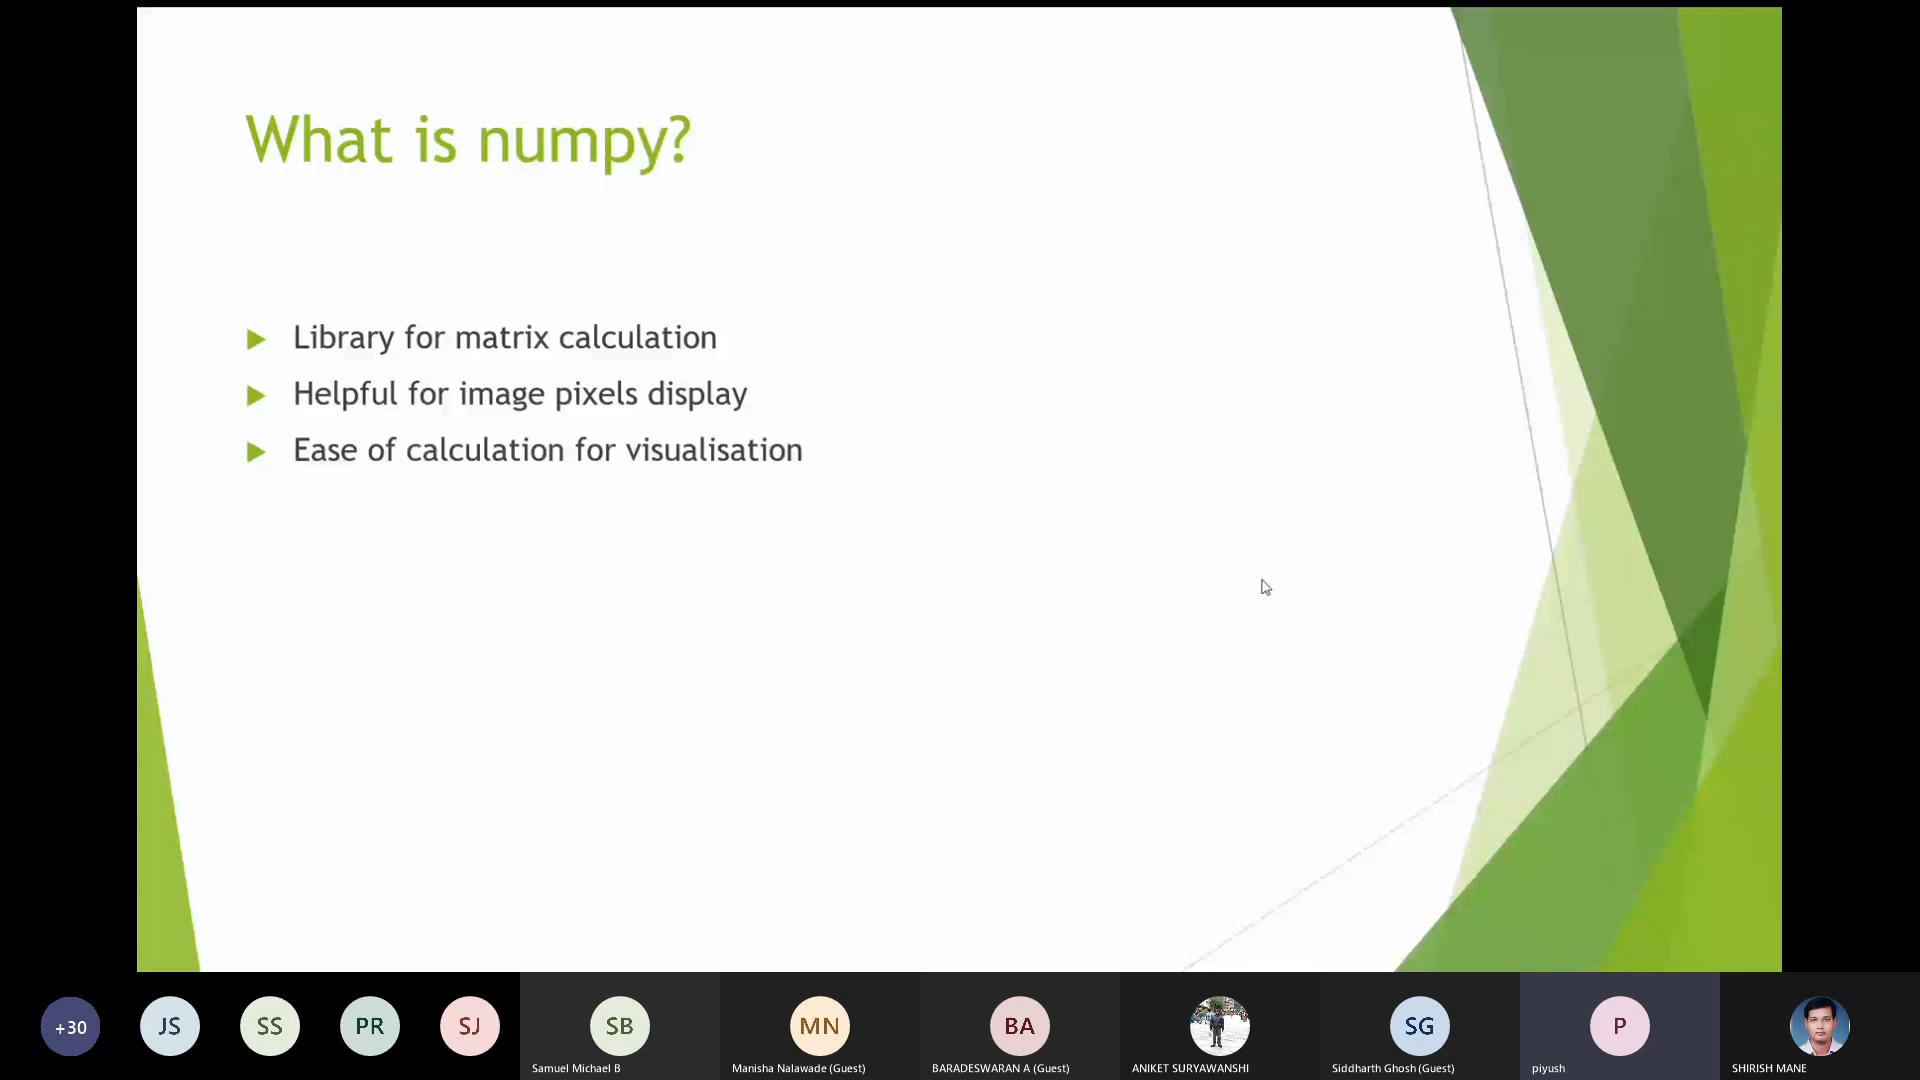 What is numpy?
Library for matrix calculation
Helpful for image pixels display
Ease of calculation for visualisation
+30
JS
SS
PR
SJ
SB
MN
BA
SG
P
Samuel Michael B
Manisha Nalawade (Guest)
BARADESWARAN A (Guest)
ANIKET SURYAWANSHI
Siddharth Ghosh (Guest)
piyush
SHIRISH MANE